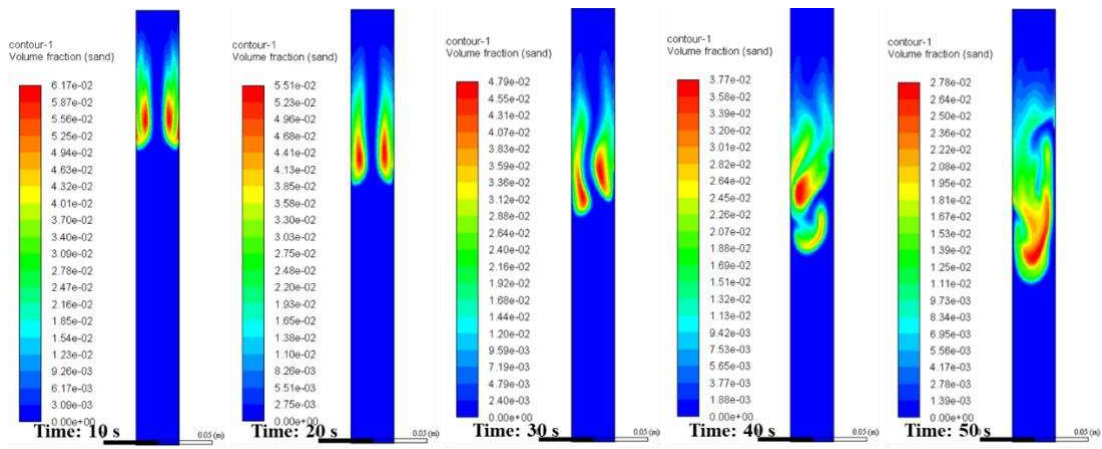 contour-1
Volume fraction (sand)
6.17e-02
5.87e-02
5.56e-02
5.25e-02
4.94e-02
4.63e-02
4.32e-02
4.01e-02
3.70e-02
3.40e-02
3.09e-02
2.78e-02
2.47e-02
2.16e-02
1.85e-02
1.54e-02
1.23e-02
9.26e-03
6.17e-03
3.09e-03
0.00e+00
Time: 10 s
0.05 (m)
contour-1
Volume fraction (sand)
5.51e-02
5.23e-02
4.96e-02
4.68e-02
4.41e-02
4.13e-02
3.85e-02
3.58e-02
3.30e-02
3.03e-02
2.75e-02
2.48e-02
2.20e-02
1.93e-02
1.65e-02
1.38e-02
1.10e-02
8.26e-03
5.51e-03
2.75e-03
0.00e+00
Time: 20 s
0.05 (m)
contour-1
Volume fraction (sand)
4.79e-02
4.55e-02
4.31e-02
4.07e-02
3.83e-02
3.59e-02
3.36e-02
3.12e-02
2.88e-02
2.64e-02
2.40e-02
2.16e-02
1.92e-02
1.68e-02
1.44e-02
1.20e-02
9.59e-03
7.19e-03
4.79e-03
2.40e-03
0.00e+00
Time: 30 s
0.05 (m)
contour-1
Volume fraction (sand)
3.77e-02
3.58e-02
3.39e-02
3.20e-02
3.01e-02
2.82e-02
2.64e-02
2.45e-02
2.26e-02
2.07e-02
1.88e-02
1.69e-02
1.51e-02
1.32e-02
1.13e-02
9.42e-03
7.53e-03
5.65e-03
3.77e-03
1.88e-03
0.00e+00
Time: 40 s
0.05 (m)
contour-1
Volume fraction (sand)
2.78e-02
2.64e-02
2.50e-02
2.36e-02
2.22e-02
2.08e-02
1.95e-02
1.81e-02
1.67e-02
1.53e-02
1.39e-02
1.25e-02
1.11e-02
9.73e-03
8.34e-03
6.95e-03
5.56e-03
4.17e-03
2.78e-03
1.39e-03
0.00e+00
Time: 50 s
0.05 (m)